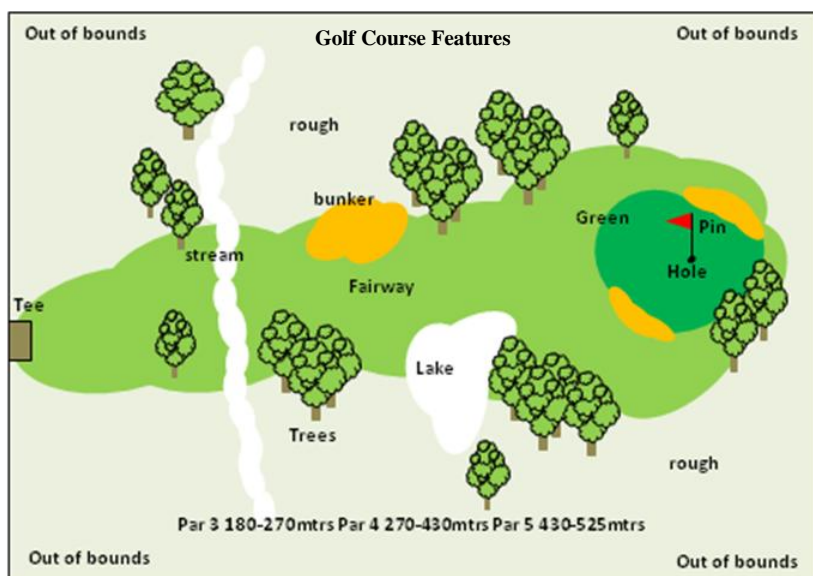 Out of bounds
Golf Course Features
Out of bounds
rough
bunker
Green
Pin
stream
Hole
Fairway
Tee
Lake
Trees
rough
Par 3 180-270mtrs Par 4 270-430mtrs Par 5 430-525mtrs
Out of bounds
Out of bounds